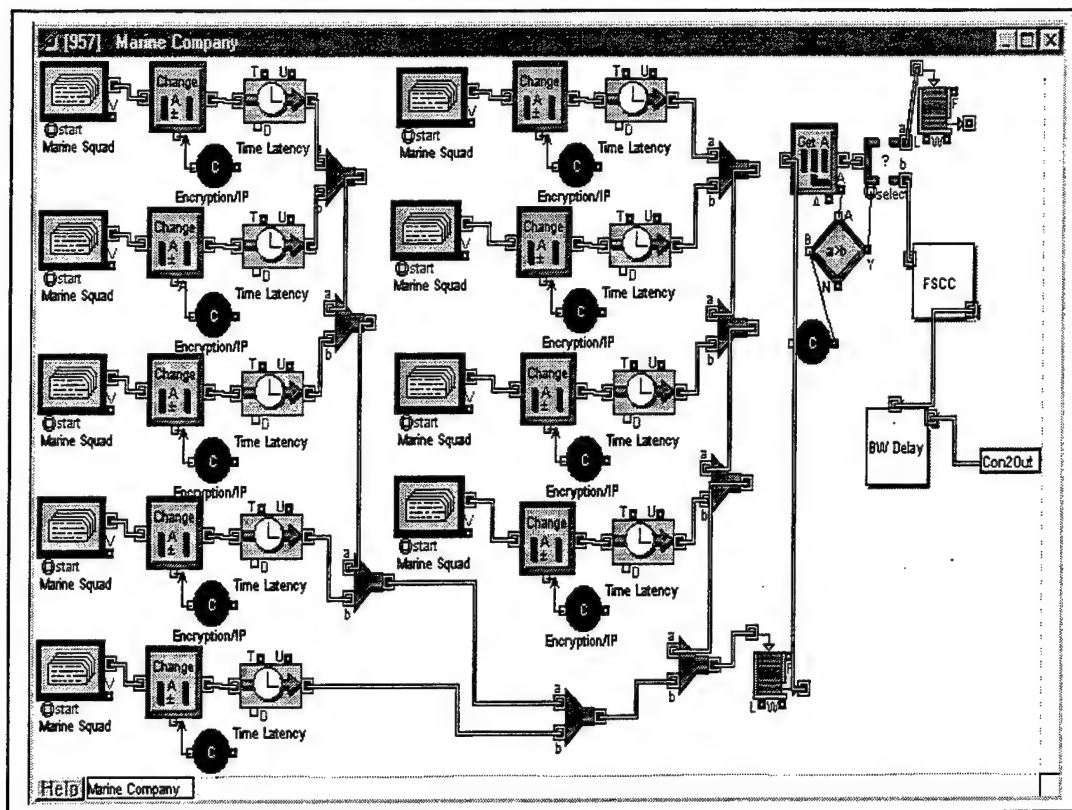 [957] Marine Company
Change A ± T U D V start Marine Squad C Encryption/IP Time Latency b
Change A ± T U D V start Marine Squad C Encryption/IP Time Latency a b
Get A A Δ ? a b select L W F
A B a>b Y N C
Change A ± T U D start Marine Squad C Encryption/IP Time Latency a b
Change A ± T U D start Marine Squad C Encryption/IP Time Latency a b
FSCC
Change A ± T U D V start Marine Squad C Encryption/IP Time Latency
Change A ± T U D start Marine Squad C Encryption/IP Time Latency a b
BW Delay
Con2Out
Change A ± T U D V start Marine Squad C Encryption/IP Time Latency a b
Change A ± T U D V start Marine Squad C Encryption/IP Time Latency a b
Change A ± T U D V start Marine Squad C Time Latency a b
L W
Help Marine Company